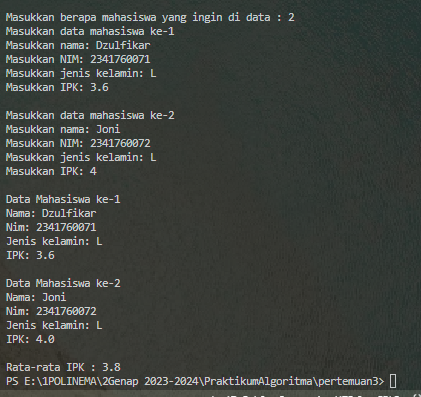 Masukkan berapa mahasiswa yang ingin di data : 2
Masukkan data mahasiswa ke-1
Masukkan nama: Dzulfikar
Masukkan NIM: 2341760071
Masukkan jenis kelamin: L
Masukkan IPK: 3.6

Masukkan data mahasiswa ke-2
Masukkan nama: Joni
Masukkan NIM: 2341760072
Masukkan jenis kelamin: L
Masukkan IPK: 4

Data Mahasiswa ke-1
Nama: Dzulfikar
Nim: 2341760071
Jenis kelamin: L
IPK: 3.6

Data Mahasiswa ke-2
Nama: Joni
Nim: 2341760072
Jenis kelamin: L
IPK: 4.0

Rata-rata IPK : 3.8
PS E:\1POLINEMA\2Genap 2023-2024\PraktikumAlgoritma\pertemuan3>